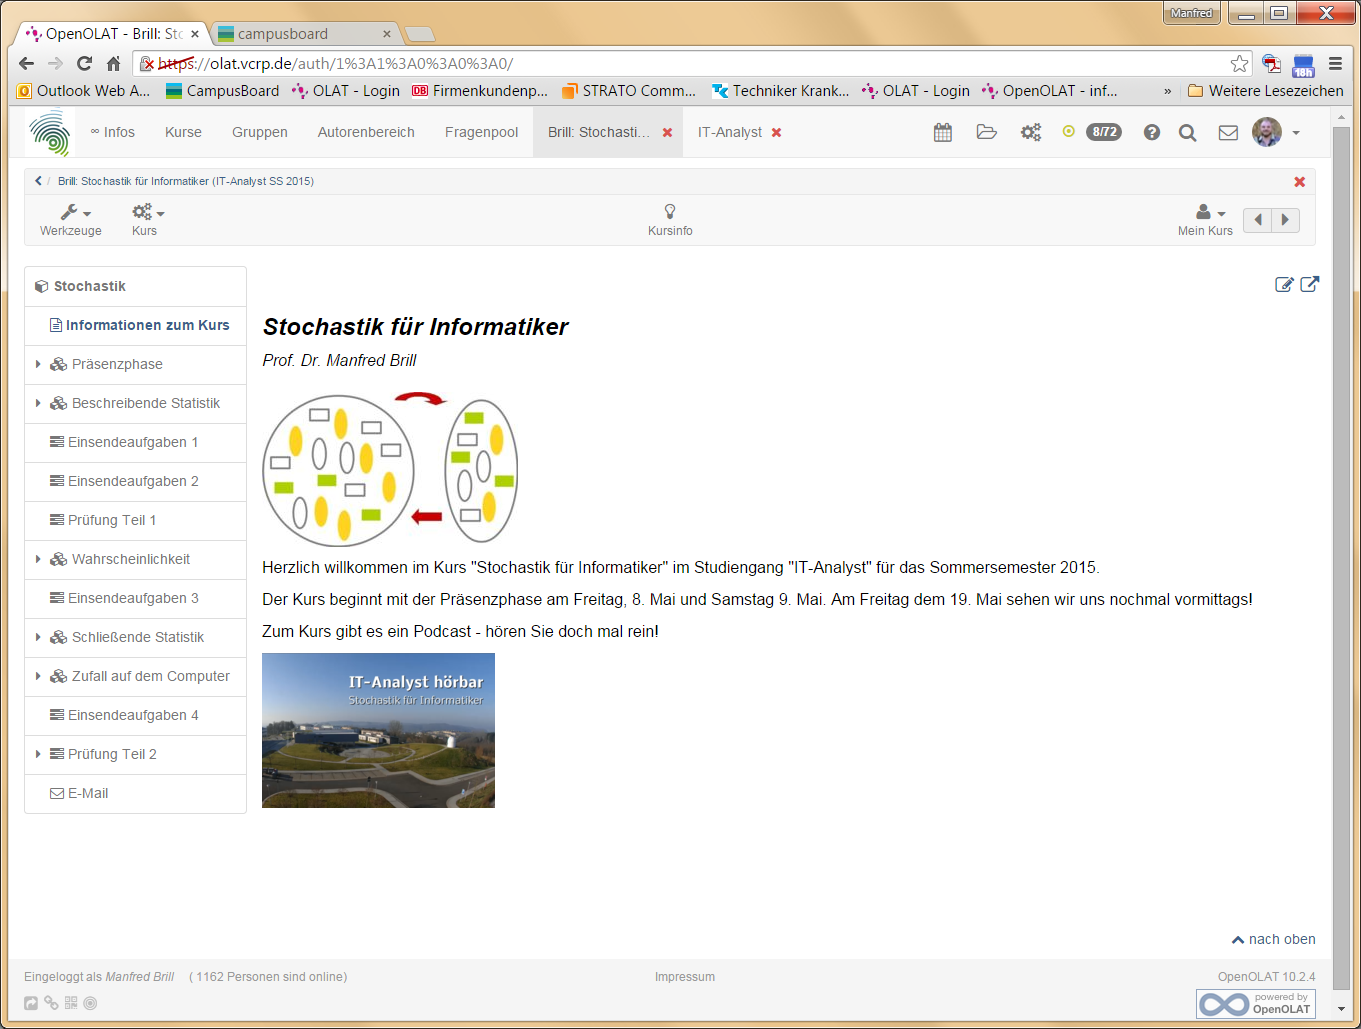 Manfred
OpenOLAT - Brill: Stc
campusboard
https://olat.vcrp.de/auth/1%3A1%3A0%3A0%3A0/
18h
Outlook Web A... CampusBoard OLAT - Login Firmenkundenp... STRATO Comm... Techniker Krank... OLAT - Login OpenOLAT - inf... » Weitere Lesezeichen
∞ Infos Kurse Gruppen Autorenbereich Fragenpool Brill: Stochasti... IT-Analyst 8/72
/ Brill: Stochastik für Informatiker (IT-Analyst SS 2015)
Werkzeuge Kurs Kursinfo Mein Kurs
Stochastik
Informationen zum Kurs
Präsenzphase
Beschreibende Statistik
Einsendeaufgaben 1
Einsendeaufgaben 2
Prüfung Teil 1
Wahrscheinlichkeit
Einsendeaufgaben 3
Schließende Statistik
Zufall auf dem Computer
Einsendeaufgaben 4
Prüfung Teil 2
E-Mail
Stochastik für Informatiker
Prof. Dr. Manfred Brill
Herzlich willkommen im Kurs "Stochastik für Informatiker" im Studiengang "IT-Analyst" für das Sommersemester 2015.
Der Kurs beginnt mit der Präsenzphase am Freitag, 8. Mai und Samstag 9. Mai. Am Freitag dem 19. Mai sehen wir uns nochmal vormittags!
Zum Kurs gibt es ein Podcast - hören Sie doch mal rein!
IT-Analyst hörbar
Stochastik für Informatiker
nach oben
Eingeloggt als Manfred Brill ( 1162 Personen sind online) Impressum OpenOLAT 10.2.4
powered by
OpenOLAT